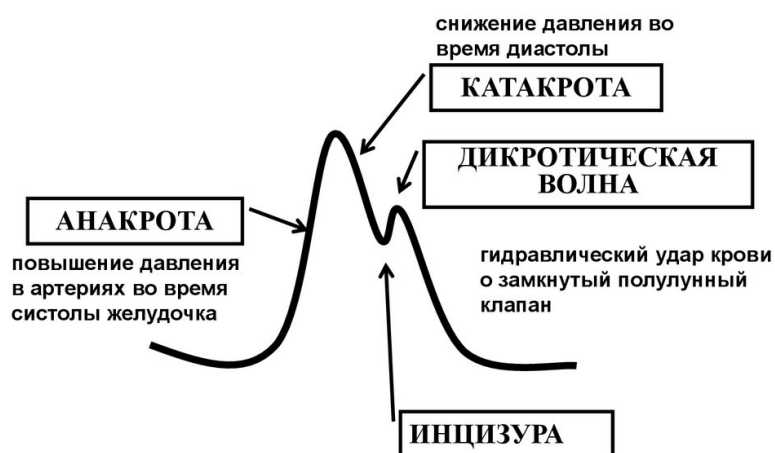 снижение давления во
время диастолы
КАТАКРОТА
ДИКРОТИЧЕСКАЯ
ВОЛНА
АНАКРОТА
повышение давления
в артериях во время
систолы желудочка
гидравлический удар крови
о замкнутый полулунный
клапан
ИНЦИЗУРА